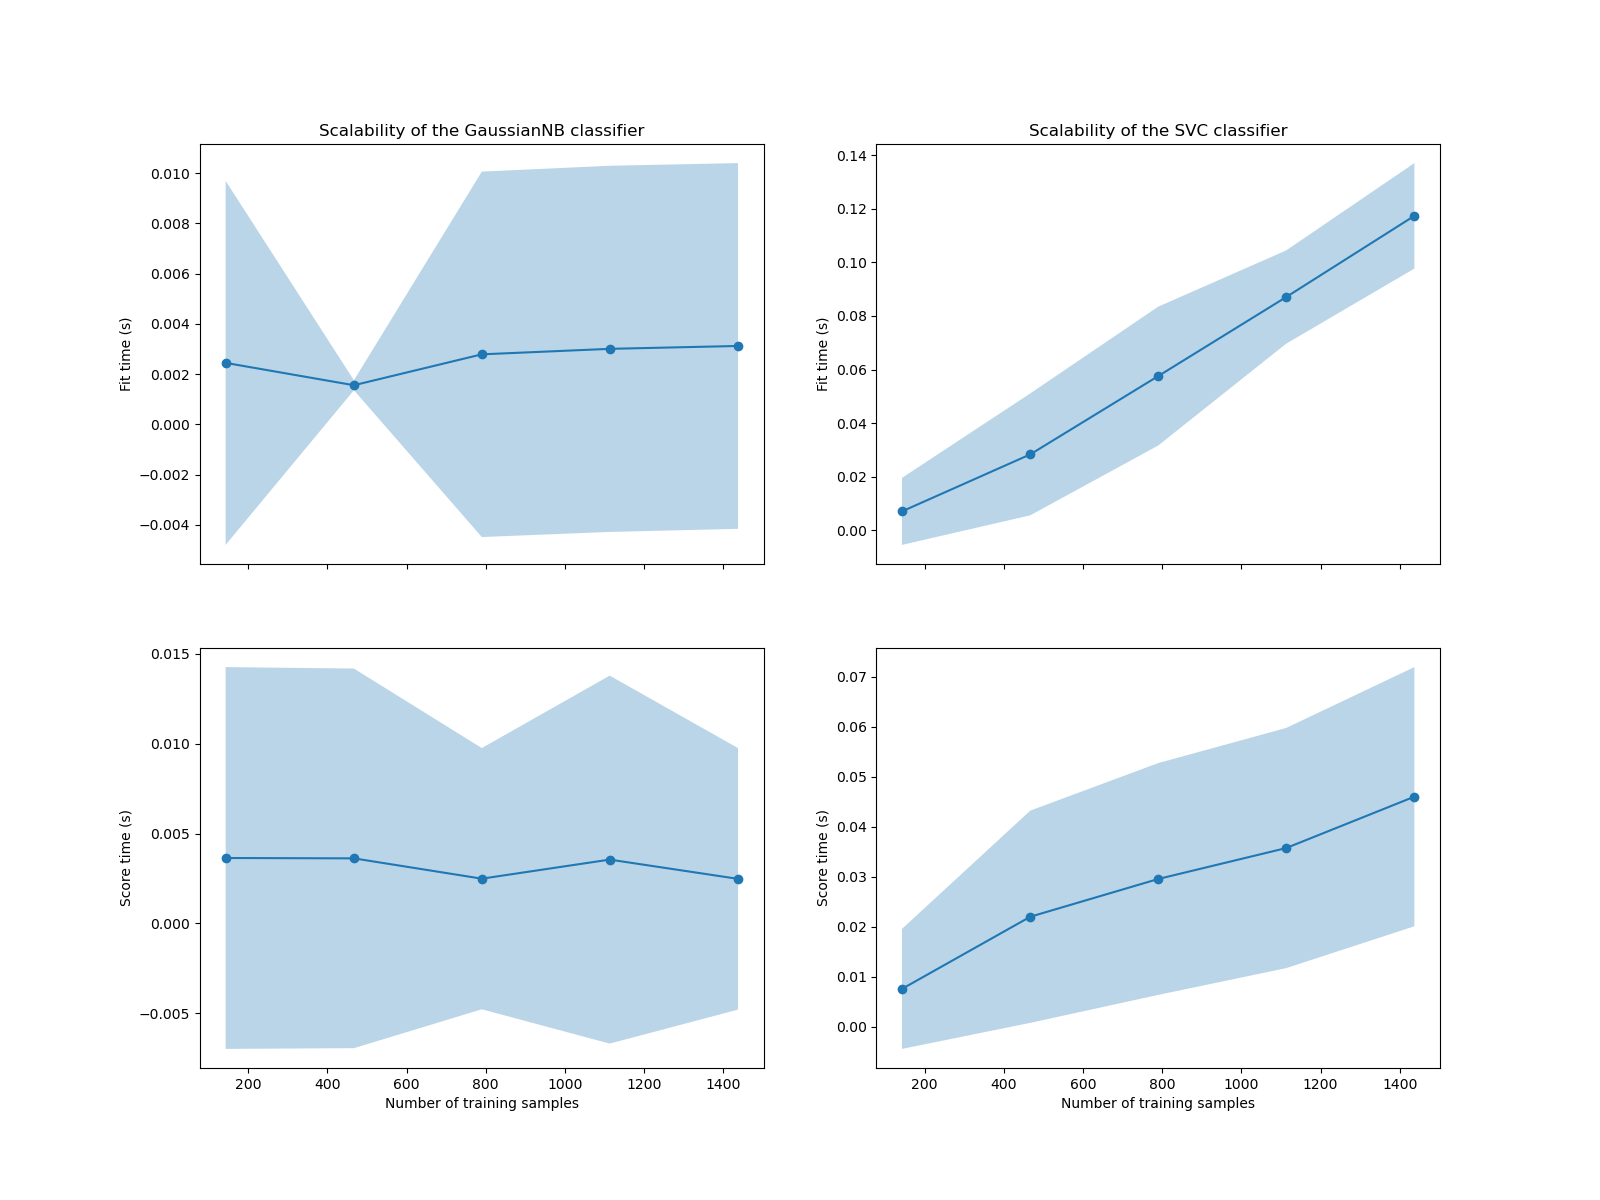 Scalability of the GaussianNB classifier
0.010
0.008
0.006
0.004
0.002
0.000
−0.002
−0.004
Fit time (s)
Scalability of the SVC classifier
0.14
0.12
0.10
0.08
0.06
0.04
0.02
0.00
Fit time (s)
0.015
0.010
0.005
0.000
−0.005
Score time (s)
200 400 600 800 1000 1200 1400
Number of training samples
0.07
0.06
0.05
0.04
0.03
0.02
0.01
0.00
Score time (s)
200 400 600 800 1000 1200 1400
Number of training samples